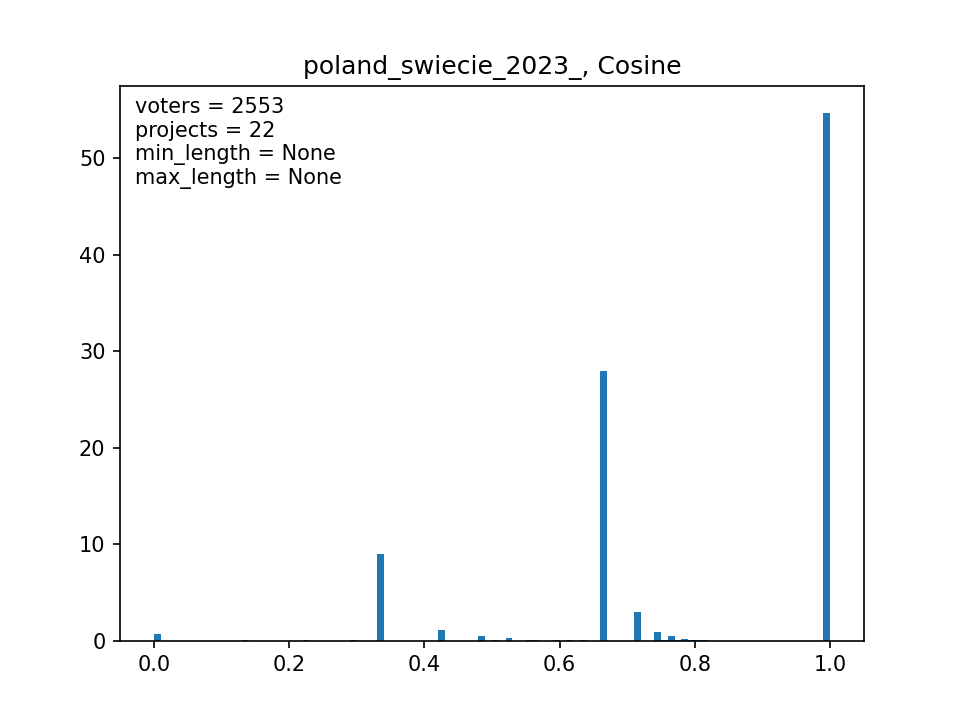 poland_swiecie_2023_, Cosine
voters = 2553
projects = 22
min_length = None
max_length = None
50
40
30
20
10
0
0.0 0.2 0.4 0.6 0.8 1.0